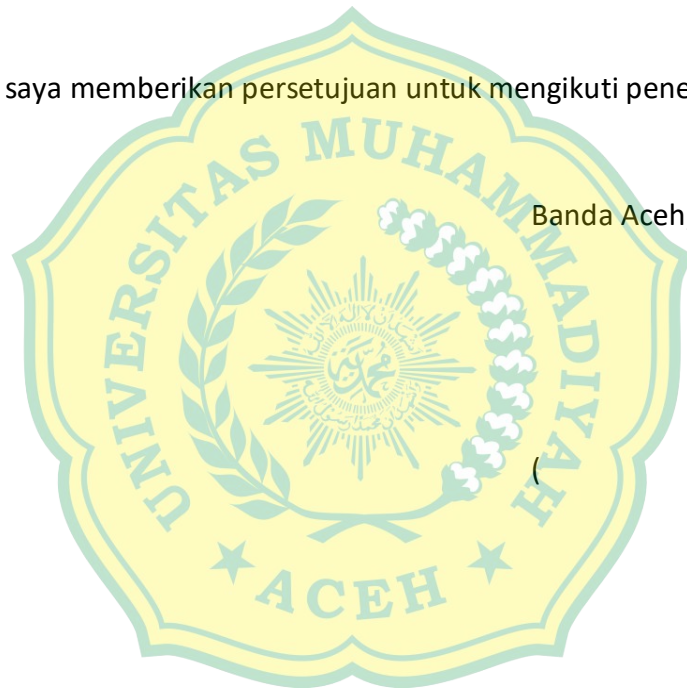 saya memberikan persetujuan untuk mengikuti pene
UNIVERSITAS MUHAMMADIYAH
Banda Aceh
(
ACEH